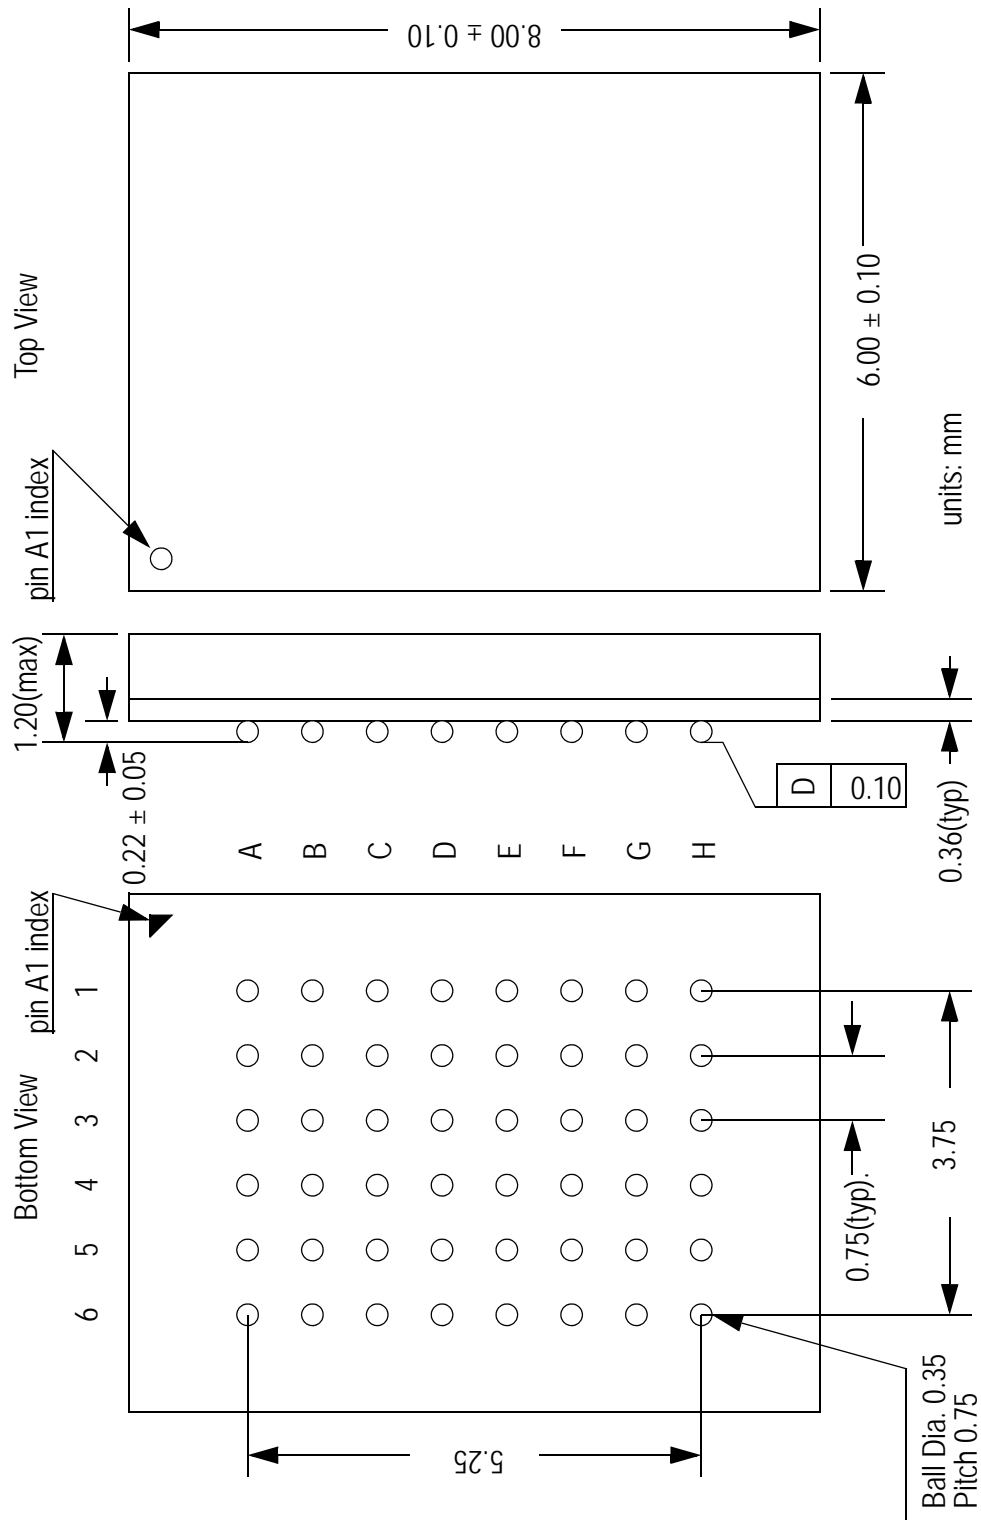 Bottom View
Top View
pin A1 index
pin A1 index
1
2
3
4
5
6
A
B
C
D
E
F
G
H
1.20(max)
0.22 ± 0.05
8.00 ± 0.10
6.00 ± 0.10
D 0.10
0.36(typ)
0.75(typ).
3.75
5.25
Ball Dia. 0.35
Pitch 0.75
units: mm